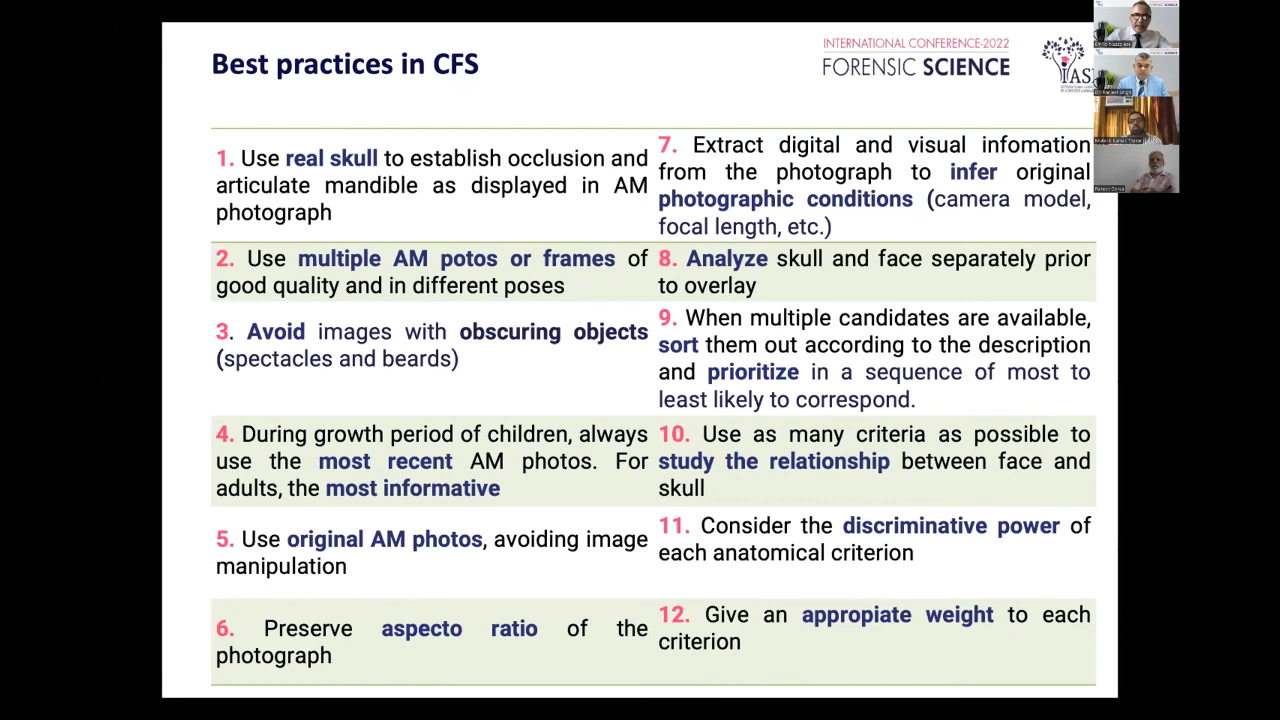 Best practices in CFS
INTERNATIONAL CONFERENCE-2022
FORENSIC SCIENCE
IAS
1. Use real skull to establish occlusion and
articulate mandible as displayed in AM
photograph
2. Use multiple AM potos or frames of
good quality and in different poses
3. Avoid images with obscuring objects
(spectacles and beards)
4. During growth period of children, always
use the most recent AM photos. For
adults, the most informative
5. Use original AM photos, avoiding image
manipulation
6. Preserve aspecto ratio of the
photograph
7. Extract digital and visual infomation
from the photograph to infer original
photographic conditions (camera model,
focal length, etc.)
8. Analyze skull and face separately prior
to overlay
9. When multiple candidates are available,
sort them out according to the description
and prioritize in a sequence of most to
least likely to correspond.
10. Use as many criteria as possible to
study the relationship between face and
skull
11. Consider the discriminative power of
each anatomical criterion
12. Give an appropiate weight to each
criterion